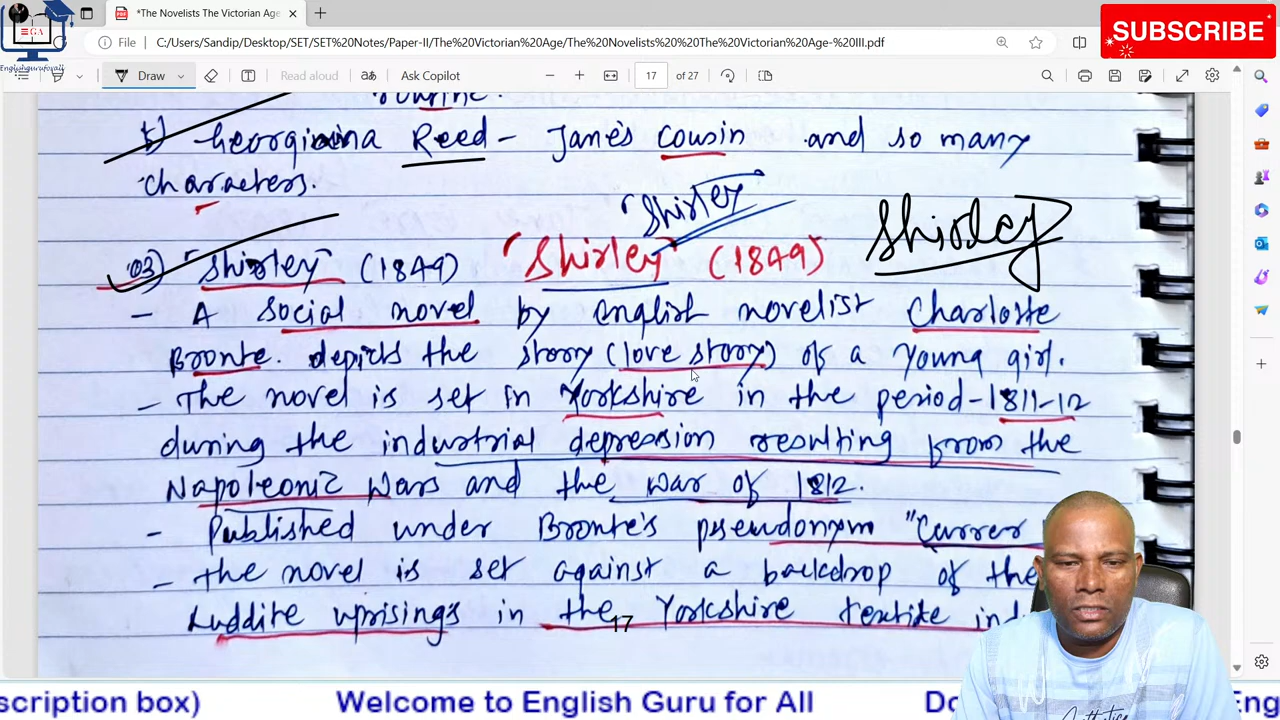 *The Novelists The Victorian Age
SUBSCRIBE
EGA
Englishguruforall
File
C:/Users/Sandip/Desktop/SET/SET%20Notes/Paper-II/The%20Victorian%20Age/The%20Novelists%20%20The%20Victorian%20Age-%20III.pdf
Draw
Read aloud
Ask Copilot
17 of 27
Georgiana Reed - Jane's cousin and so many
characters.
"Shirley
Shirley
03) "Shirley" (1849) "Shirley" (1849)
- A social novel by english novelist Charlotte
Bronte. depicts the story (love story) of a young girl.
- The novel is set in Yorkshire in the period - 1811-12
during the industrial depression resulting from the
Napoleonic Wars and the war of 1812.
- Published under Bronte's pseudonym "Currer
- the novel is set against a backdrop of the
Luddite uprisings in the Yorkshire textile ind
17
scription box) Welcome to English Guru for All Do